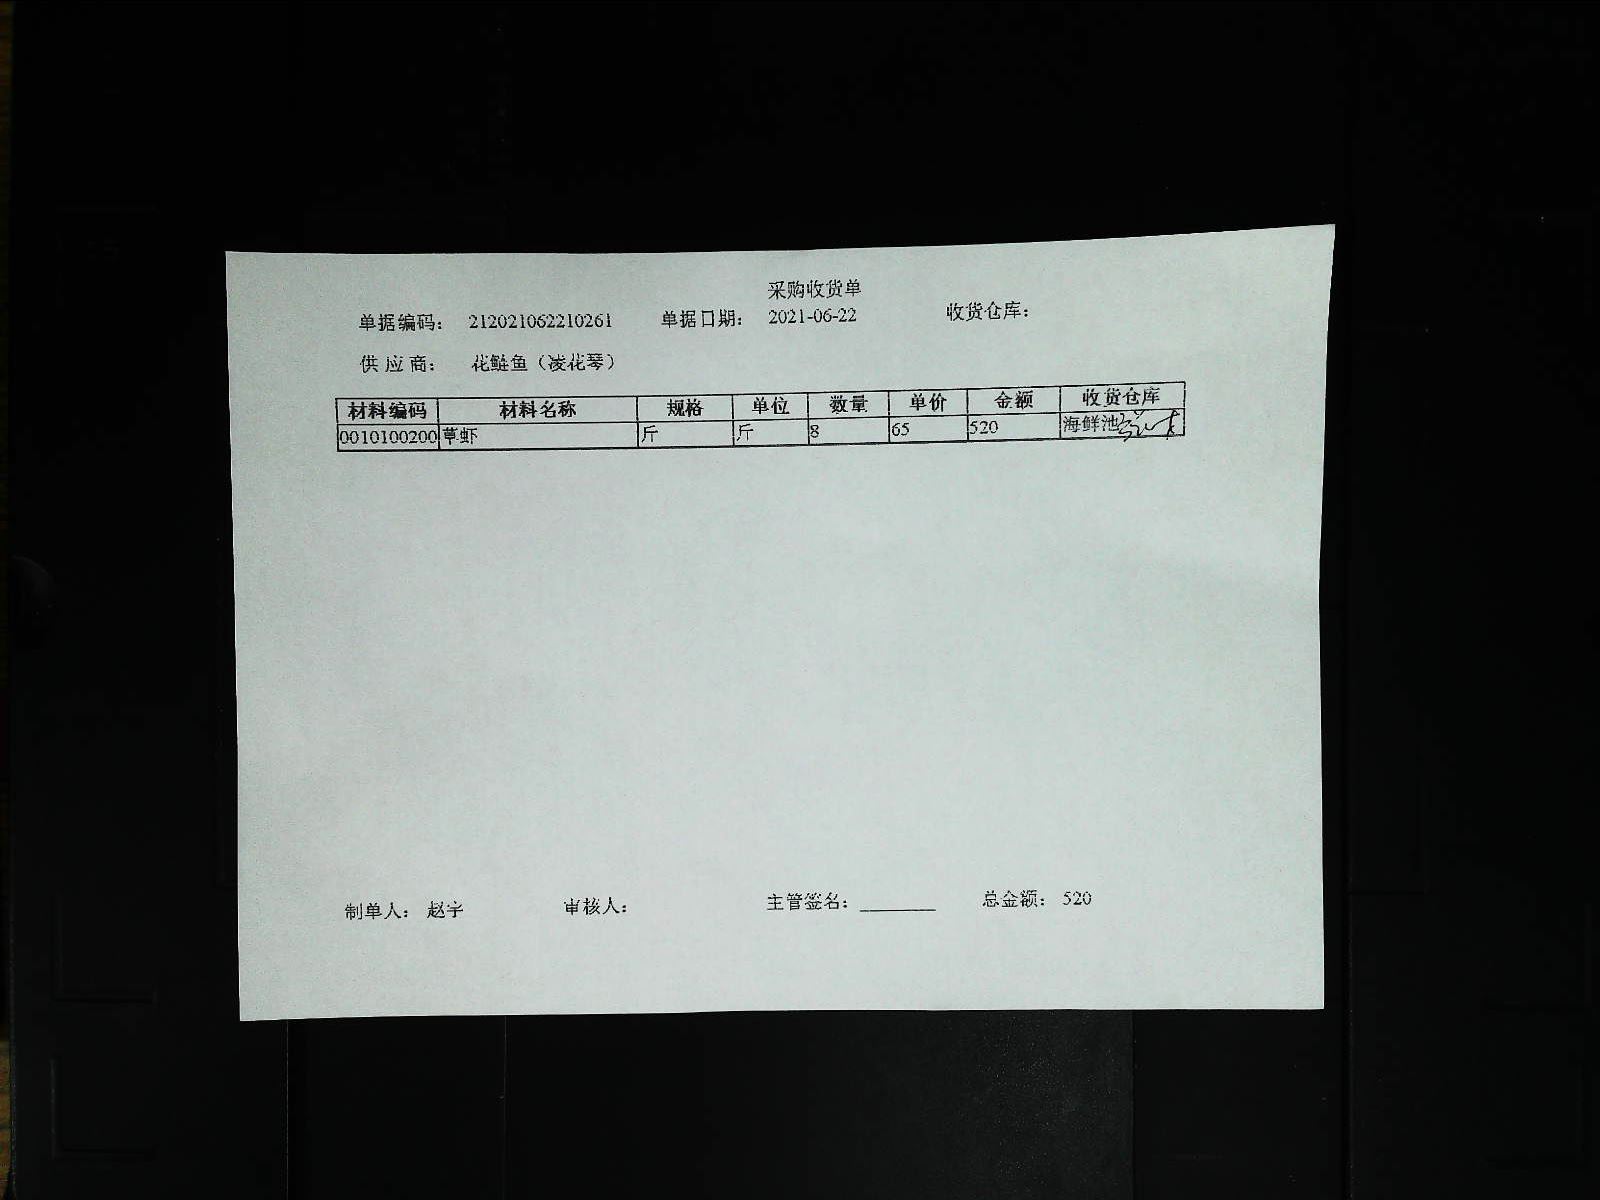 采购收货单
单据编码： 212021062210261 单据日期： 2021-06-22 收货仓库：
供 应 商： 花鲢鱼（凌花琴）
材料编码 材料名称 规格 单位 数量 单价 金额 收货仓库
0010100200 草虾 斤 斤 8 65 520 海鲜池
制单人： 赵宇 审核人： 主管签名： ________ 总金额： 520